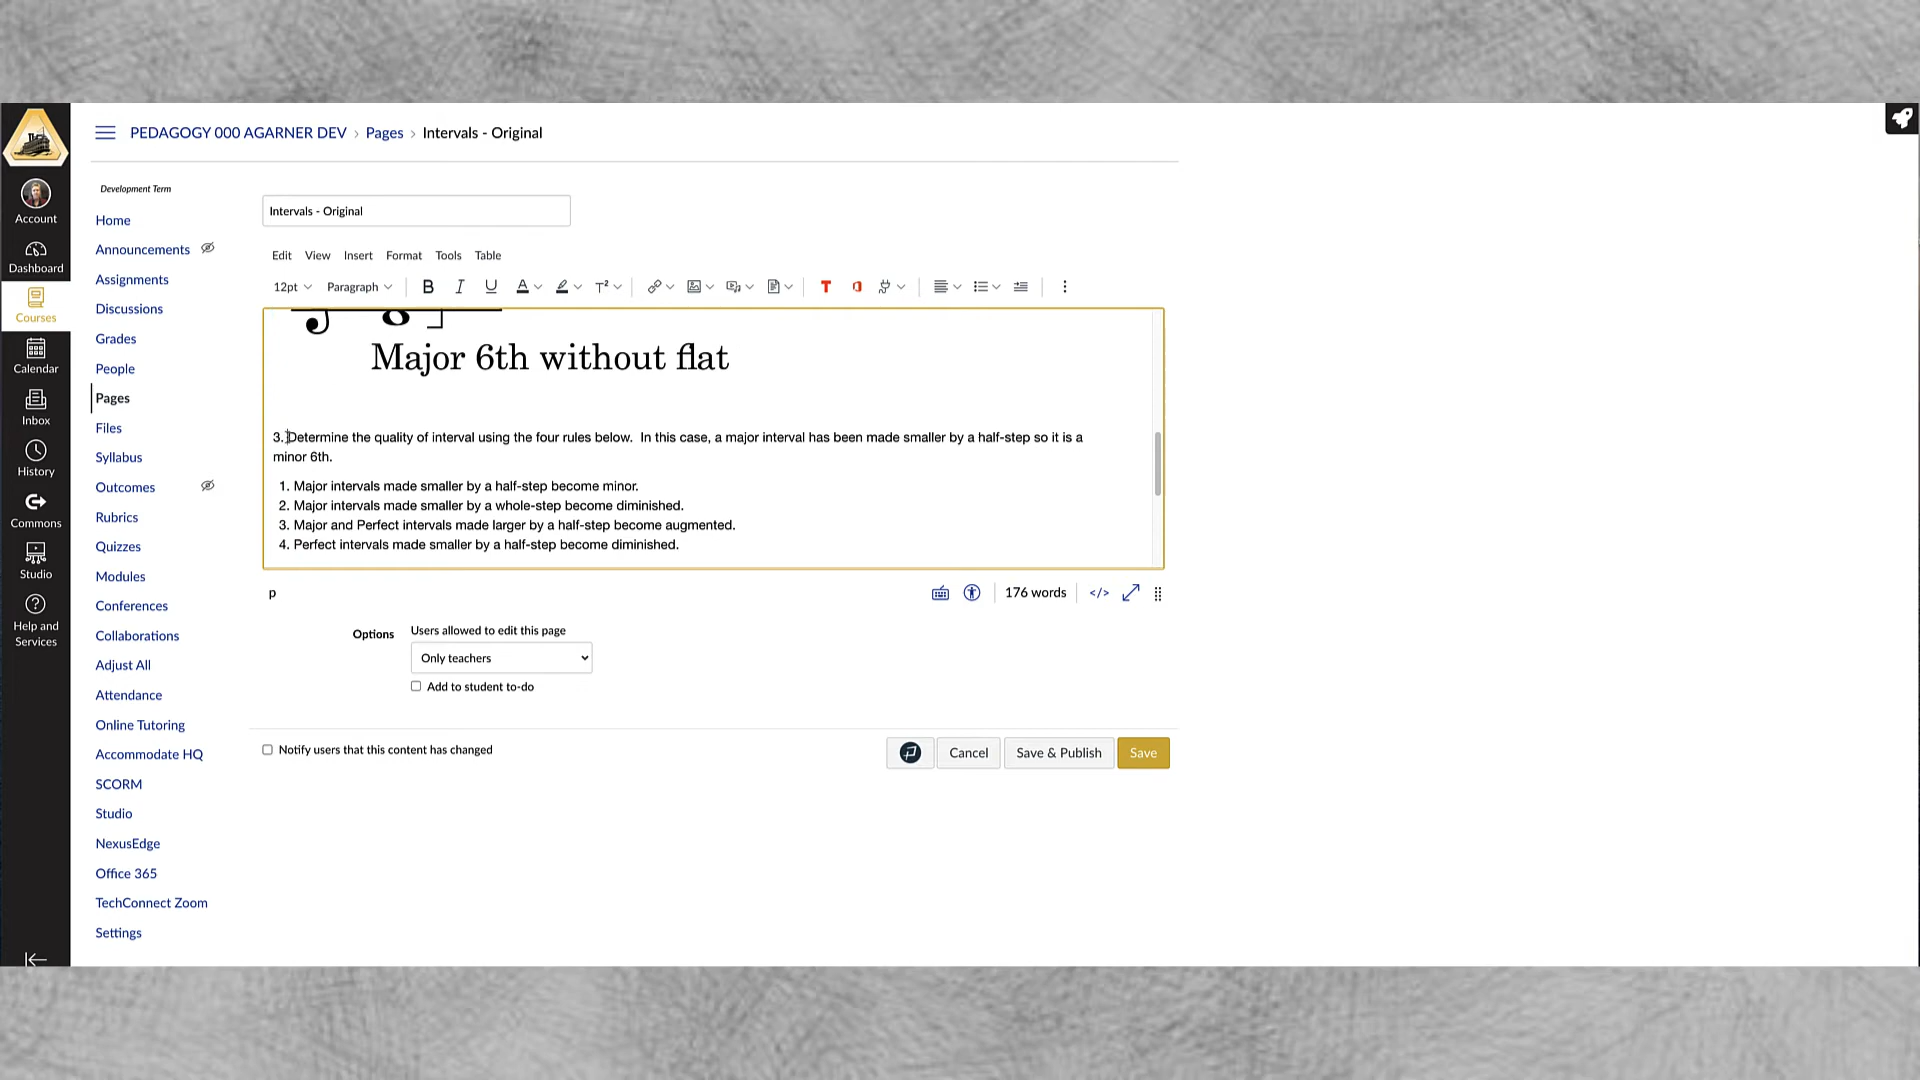 PEDAGOGY 000 AGARNER DEV › Pages › Intervals - Original
Development Term
Account
Dashboard
Courses
Calendar
Inbox
History
Commons
Studio
Help and
Services
Home
Announcements
Assignments
Discussions
Grades
People
Pages
Files
Syllabus
Outcomes
Rubrics
Quizzes
Modules
Conferences
Collaborations
Adjust All
Attendance
Online Tutoring
Accommodate HQ
SCORM
Studio
NexusEdge
Office 365
TechConnect Zoom
Settings
Intervals - Original
Edit View Insert Format Tools Table
12pt Paragraph B I U A T²
Major 6th without flat
3. Determine the quality of interval using the four rules below. In this case, a major interval has been made smaller by a half-step so it is a
minor 6th.
1. Major intervals made smaller by a half-step become minor.
2. Major intervals made smaller by a whole-step become diminished.
3. Major and Perfect intervals made larger by a half-step become augmented.
4. Perfect intervals made smaller by a half-step become diminished.
p 176 words </>
Options Users allowed to edit this page
Only teachers
Add to student to-do
Notify users that this content has changed
Cancel Save & Publish Save